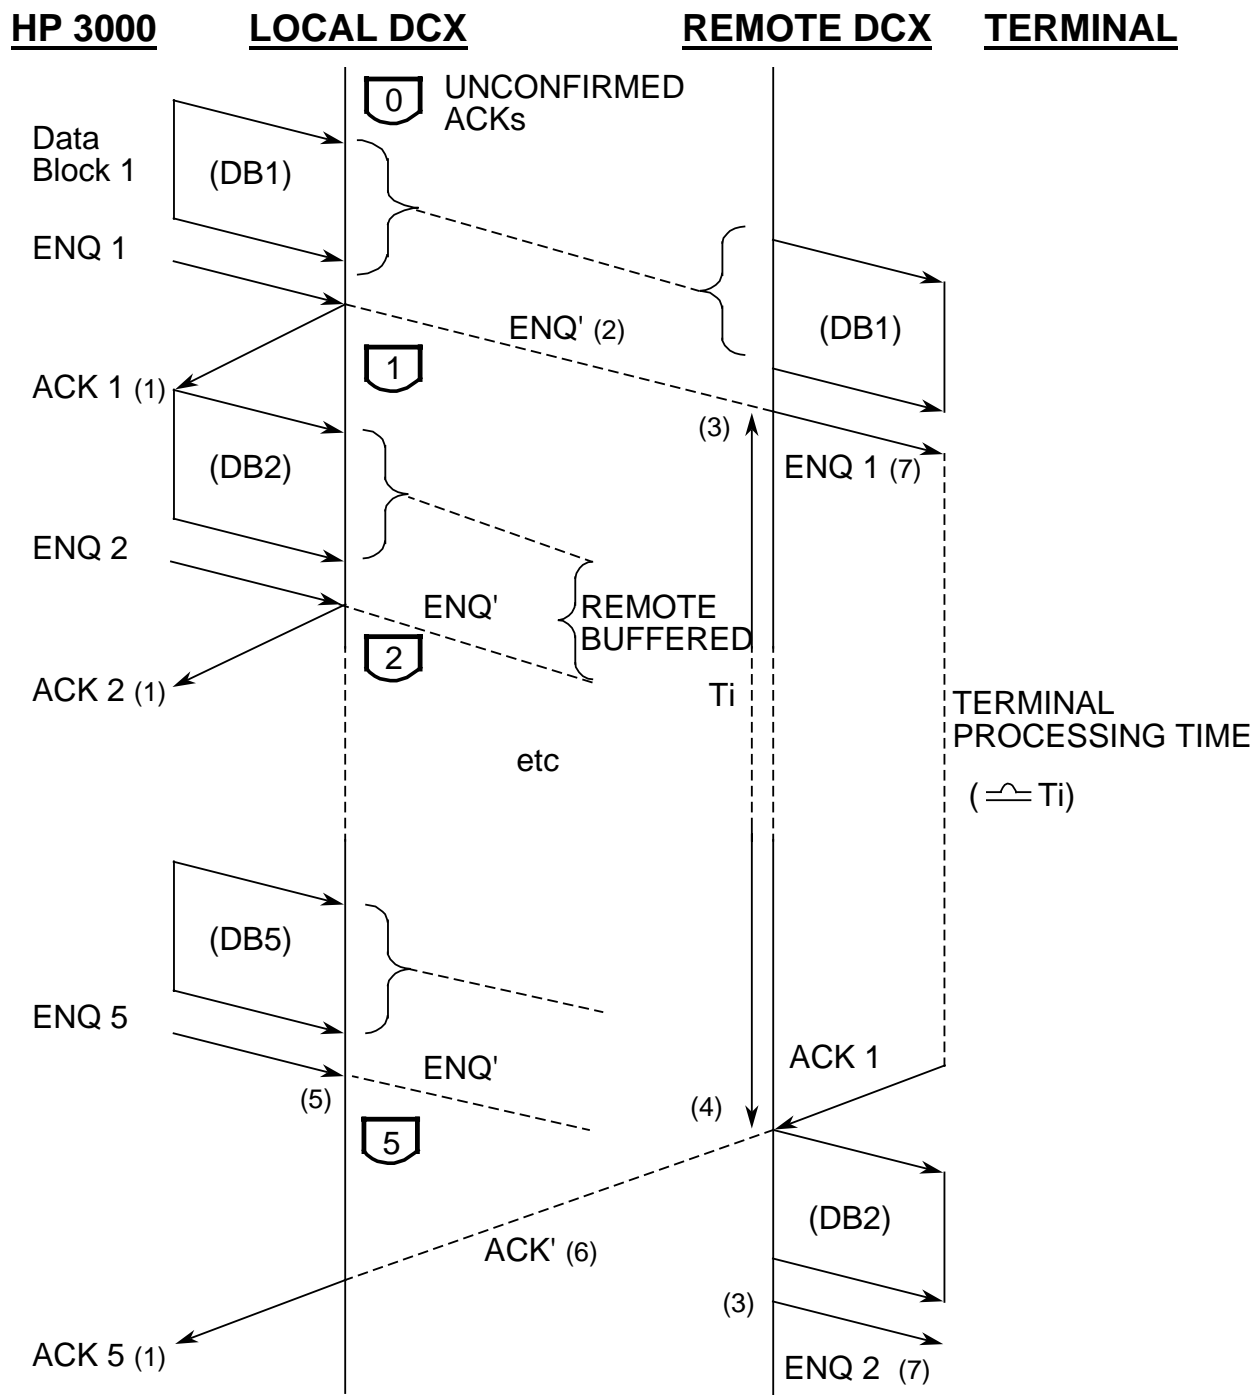 HP 3000 LOCAL DCX REMOTE DCX TERMINAL
0 UNCONFIRMED
ACKs
Data
Block 1
(DB1)
ENQ 1
ENQ' (2)
(DB1)
1
ACK 1 (1)
(3)
(DB2)
ENQ 1 (7)
ENQ 2
ENQ'
REMOTE
BUFFERED
2
ACK 2 (1)
Ti
TERMINAL
PROCESSING TIME
etc
( ≏ Ti)
(DB5)
ENQ 5
ENQ'
ACK 1
(5)
(4)
5
(DB2)
ACK' (6)
(3)
ACK 5 (1)
ENQ 2 (7)